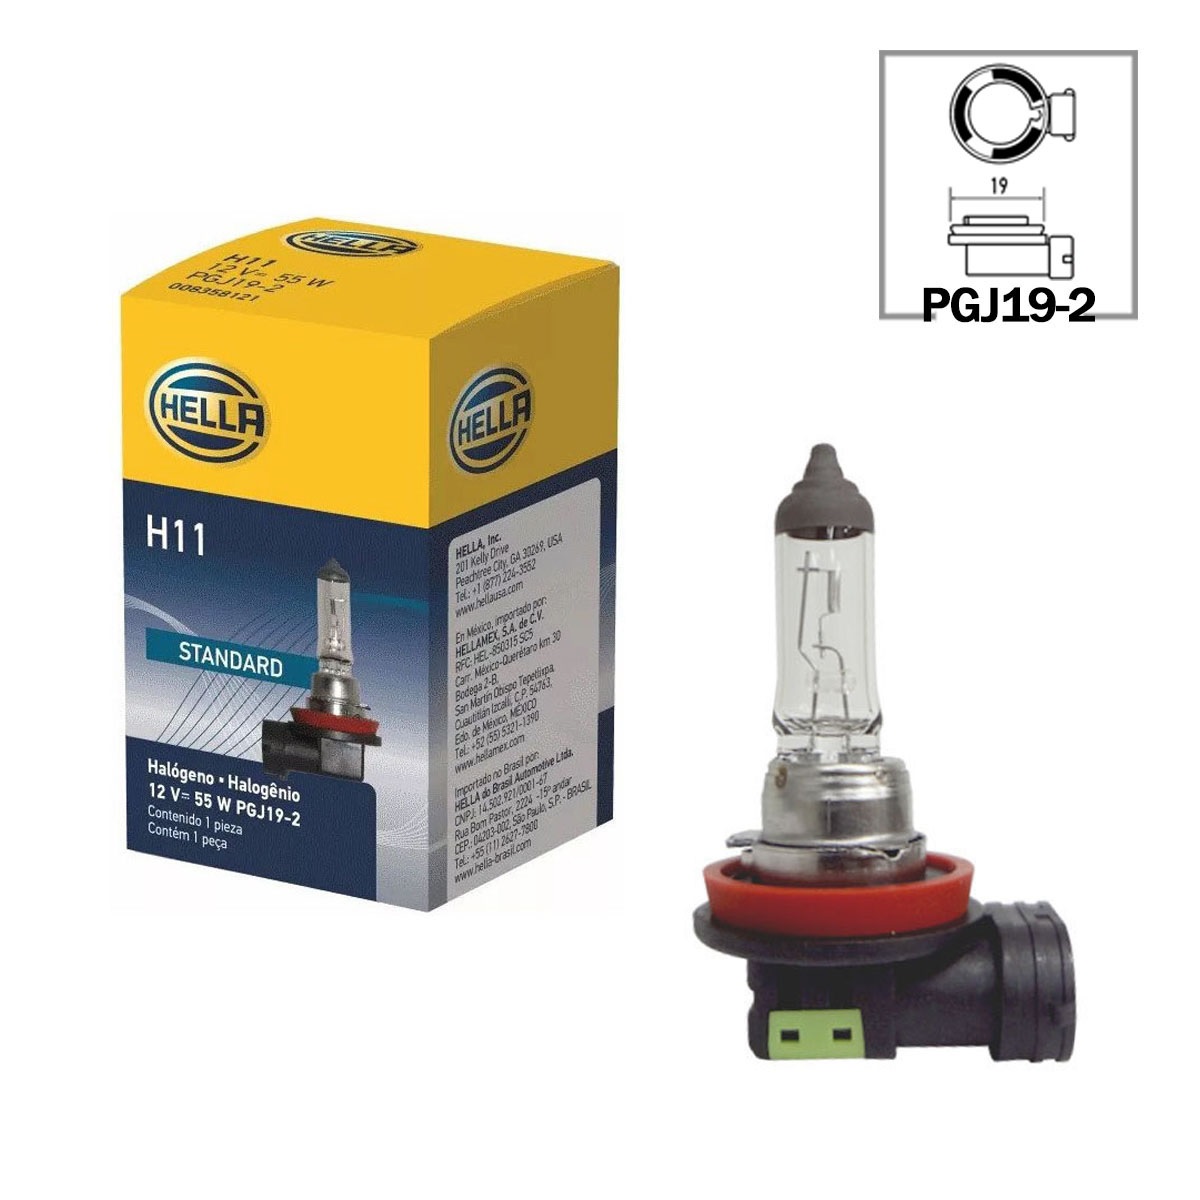 HELLA
H11
12 V= 55 W
PGJ19-2
008358121
HELLA
H11
STANDARD
Halógeno • Halogênio
12 V= 55 W PGJ19-2
Contenido 1 pieza
Contém 1 peça
HELLA
HELLA, Inc.
201 Kelly Drive
Peachtree City, GA 30269, USA
Tel.: +1 (877) 224-3552
www.hellausa.com
En México, importado por:
HELLAMEX, S.A. de C.V.
RFC: HEL-850315 SC5
Carr. México-Querétaro km 30
Bodega 2-B,
San Martín Obispo Tepetlixpa,
Cuautitlán Izcalli, C.P. 54763,
Edo. de México, MÉXICO
Tel.: +52 (55) 5321-1390
www.hellamex.com
Importado no Brasil por:
HELLA do Brasil Automotive Ltda.
CNPJ: 14.502.921/0001-67
Rua Bom Pastor, 2224 -15º andar
CEP.: 04203-002, São Paulo, S.P. - BRASIL
Tel.: +55 (11) 2627-7800
www.hella-brasil.com
19
PGJ19-2